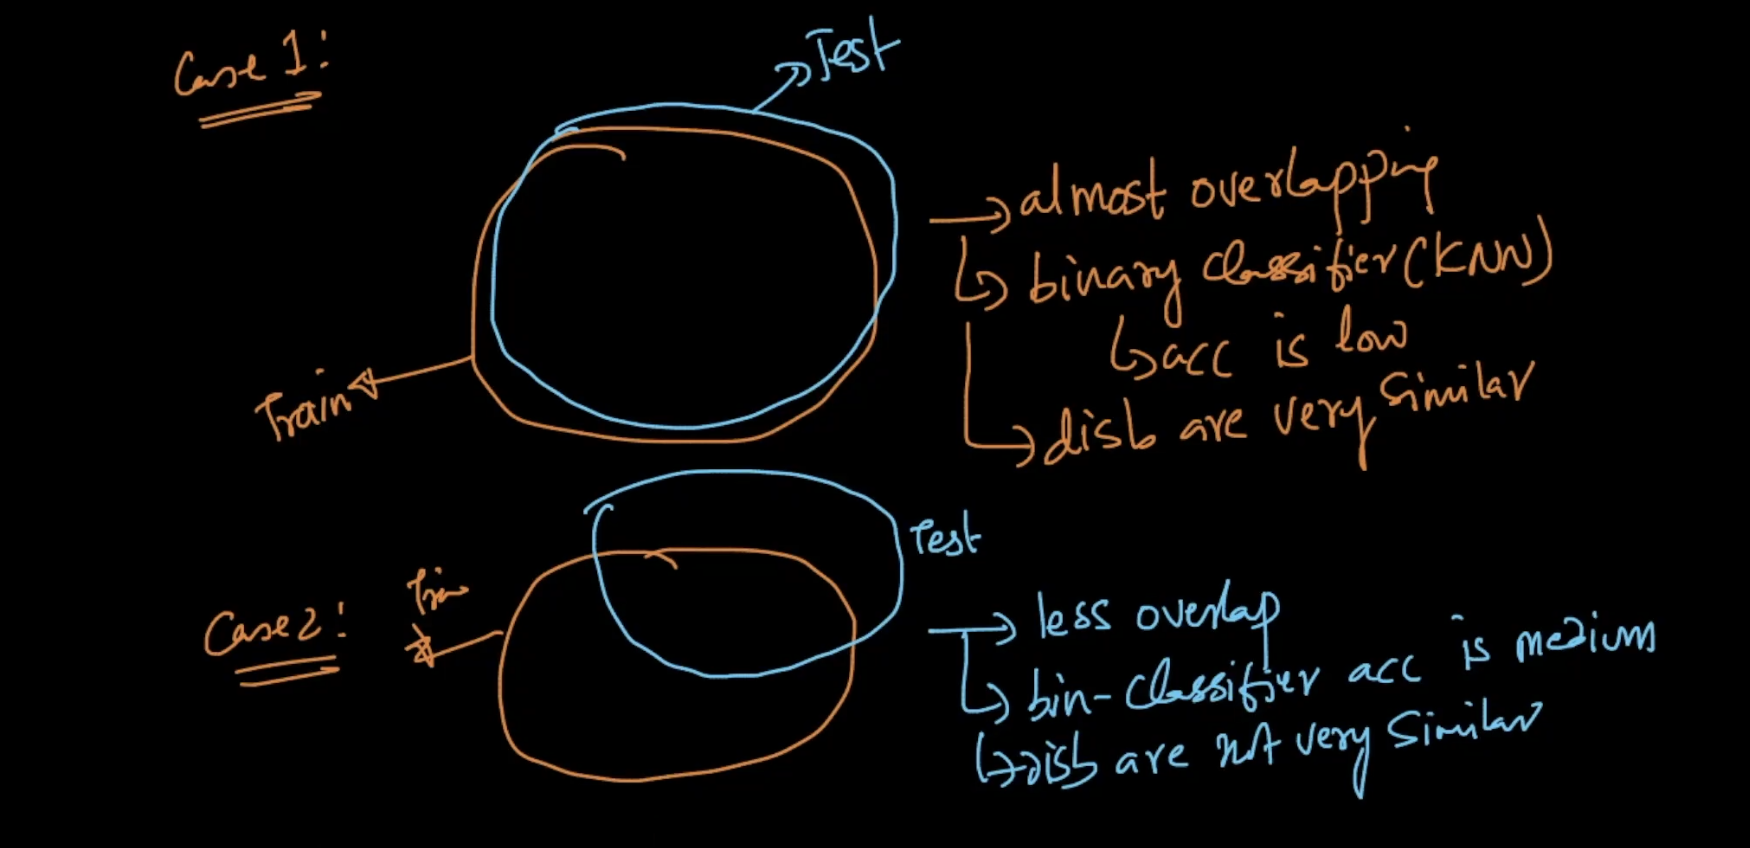 Case 1:
Test
almost overlapping
binary classifier (KNN)
acc is low
Train
disb are very similar
Test
Case 2:
less overlap
bin-classifier acc is medium
disb are not very similar